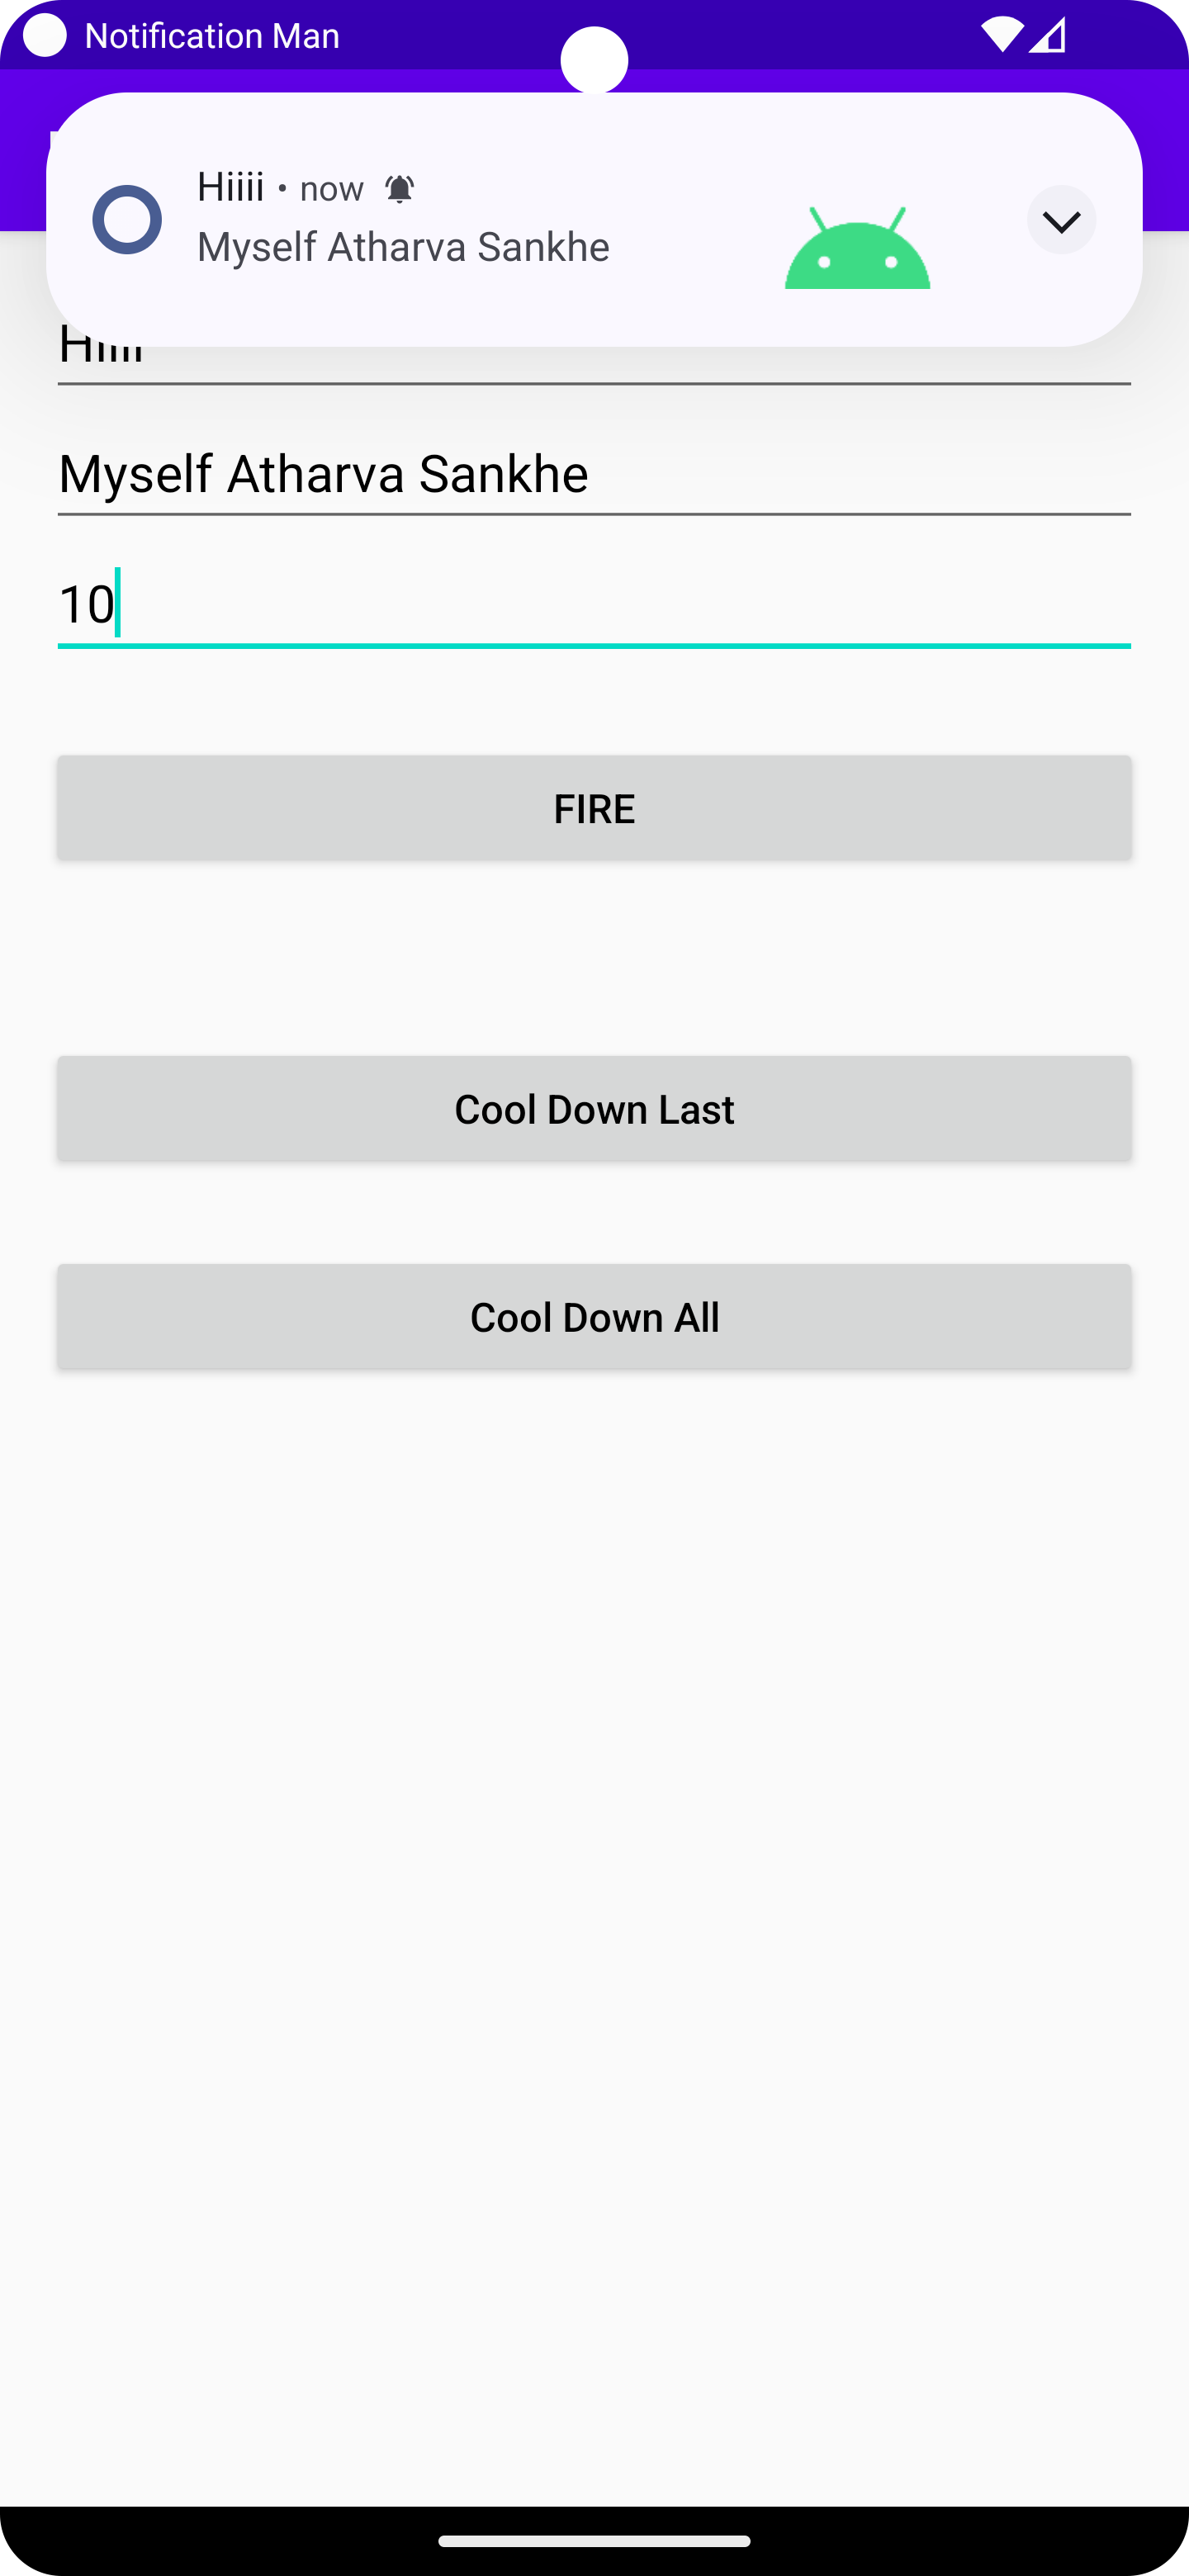 Notification Man
Hiiii • now
Myself Atharva Sankhe
Hiiii
Myself Atharva Sankhe
10
FIRE
Cool Down Last
Cool Down All